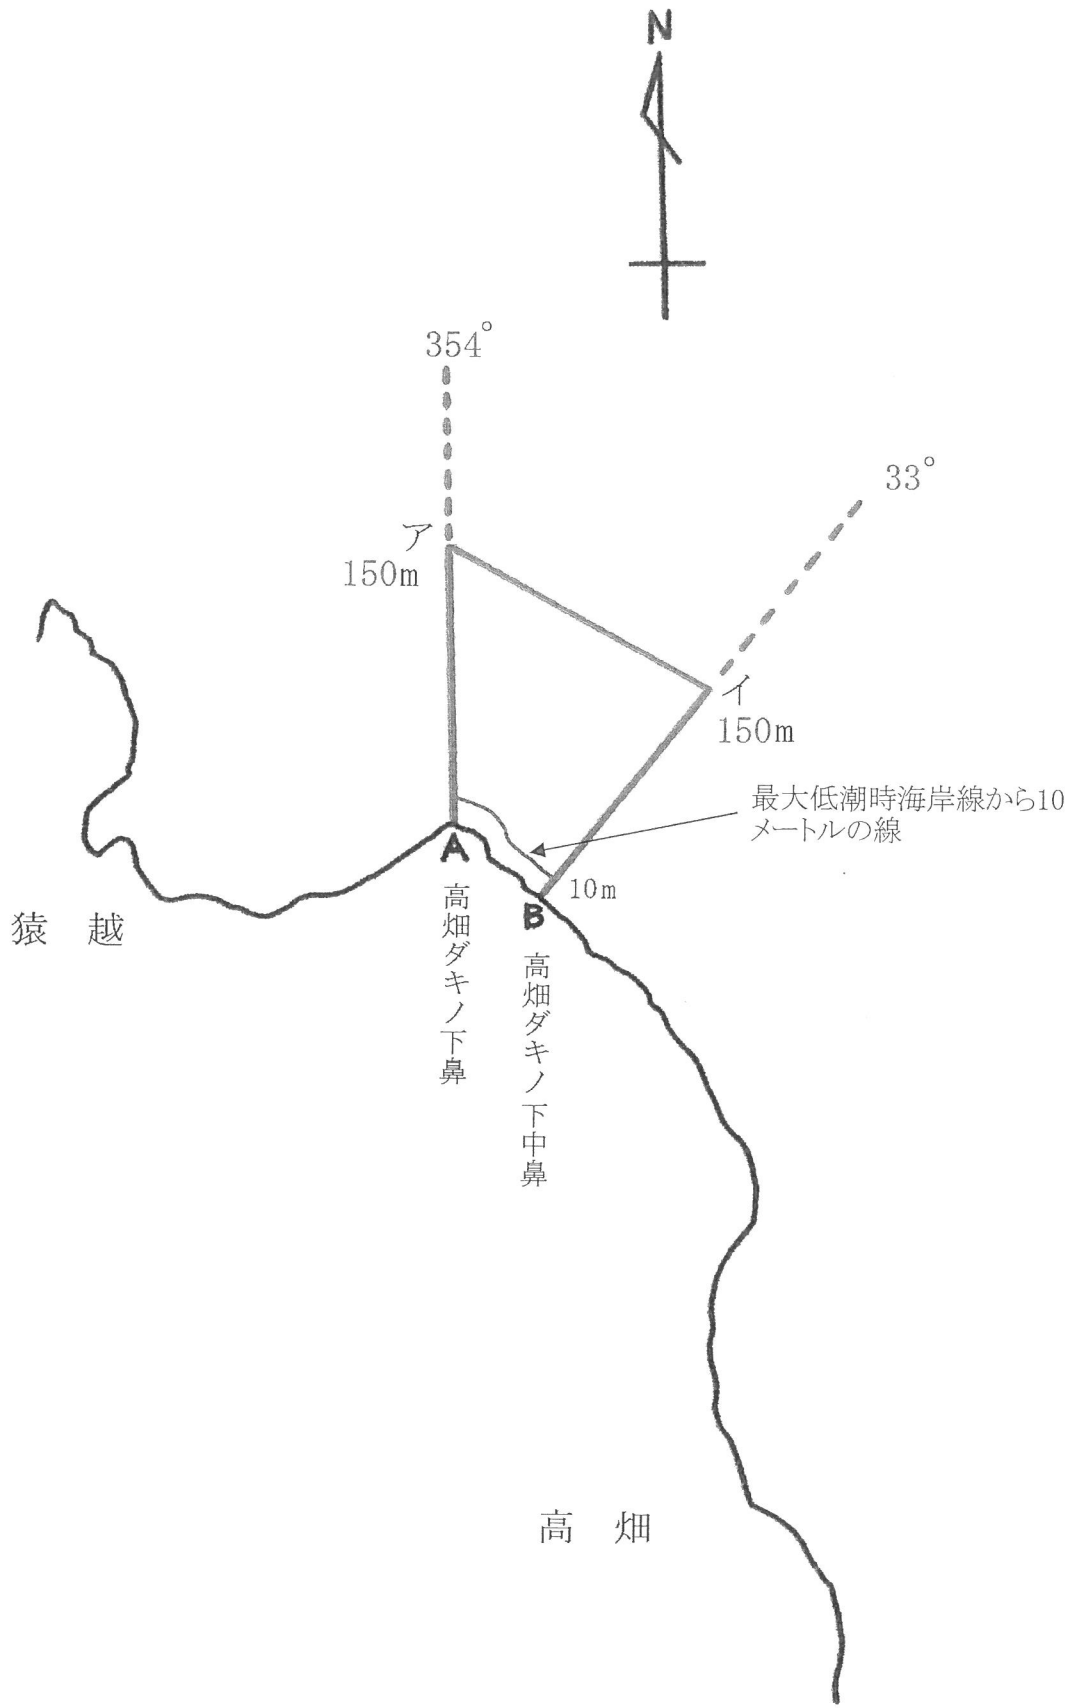 N
354°
33°
ア
150m
イ
150m
最大低潮時海岸線から10
メートルの線
A
10m
B
猿 越
高畑ダキノ下鼻
高畑ダキノ下中鼻
高 畑